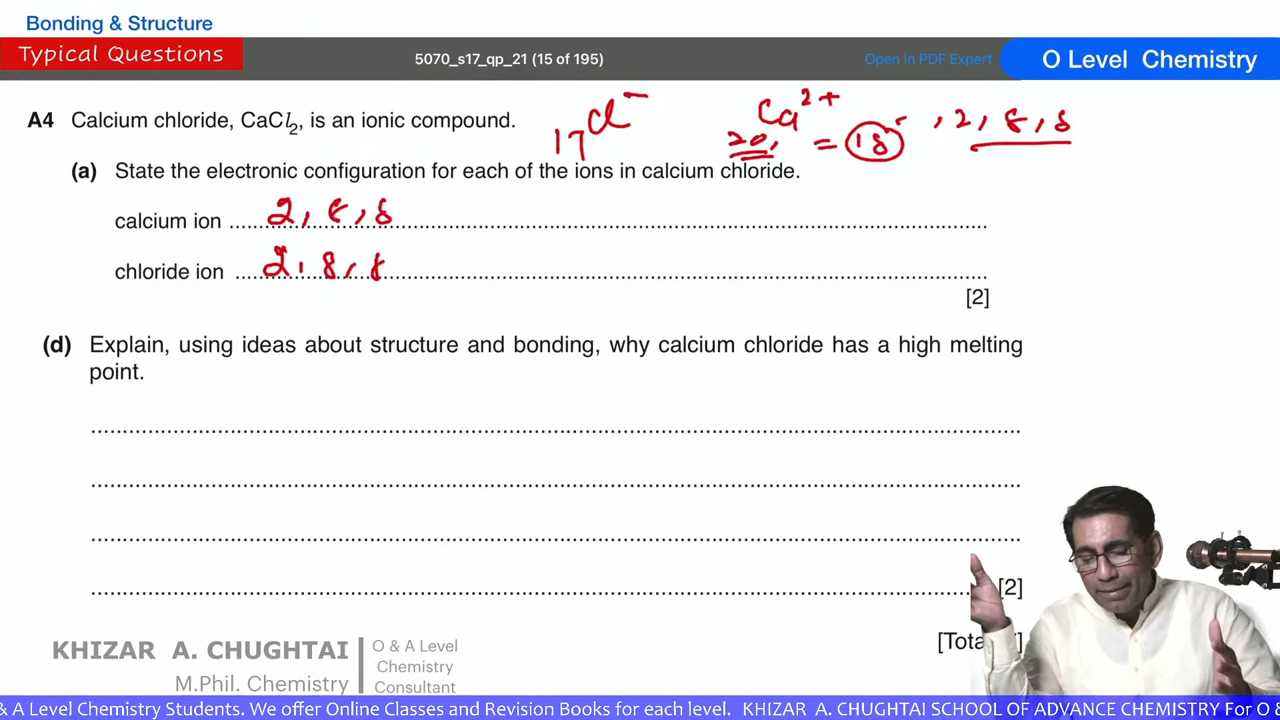 Bonding & Structure
Typical Questions
5070_s17_qp_21 (15 of 195)
Open in PDF Expert
O Level Chemistry
A4 Calcium chloride, CaCl₂, is an ionic compound.
17Cl⁻
Ca²⁺
20, = 18 , 2, 8, 8
(a) State the electronic configuration for each of the ions in calcium chloride.
calcium ion 2, 8, 8
chloride ion 2, 8, 8
[2]
(d) Explain, using ideas about structure and bonding, why calcium chloride has a high melting
point.
[2]
KHIZAR A. CHUGHTAI
M.Phil. Chemistry
O & A Level
Chemistry
Consultant
& A Level Chemistry Students. We offer Online Classes and Revision Books for each level. KHIZAR A. CHUGHTAI SCHOOL OF ADVANCE CHEMISTRY For O &